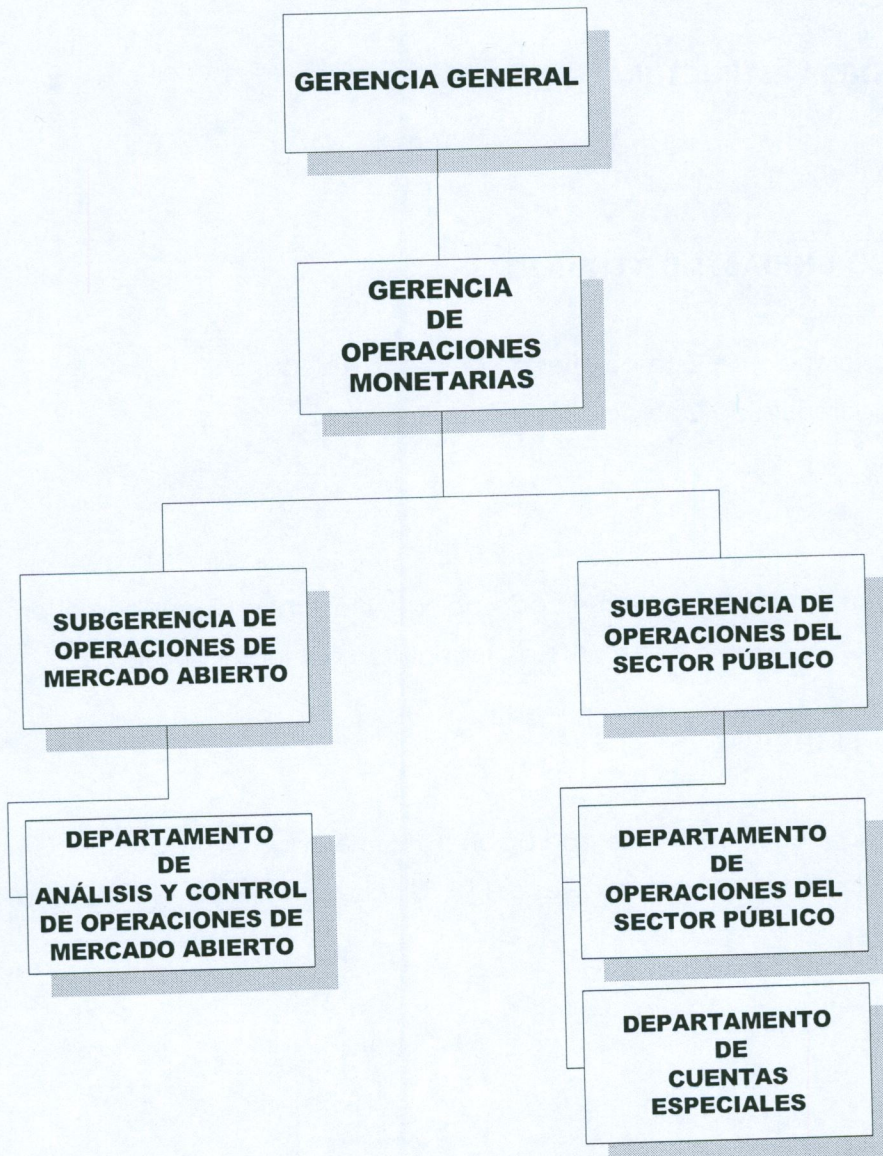 GERENCIA GENERAL
GERENCIA
DE
OPERACIONES
MONETARIAS
SUBGERENCIA DE
OPERACIONES DE
MERCADO ABIERTO
SUBGERENCIA DE
OPERACIONES DEL
SECTOR PÚBLICO
DEPARTAMENTO
DE
ANÁLISIS Y CONTROL
DE OPERACIONES DE
MERCADO ABIERTO
DEPARTAMENTO
DE
OPERACIONES DEL
SECTOR PÚBLICO
DEPARTAMENTO
DE
CUENTAS
ESPECIALES